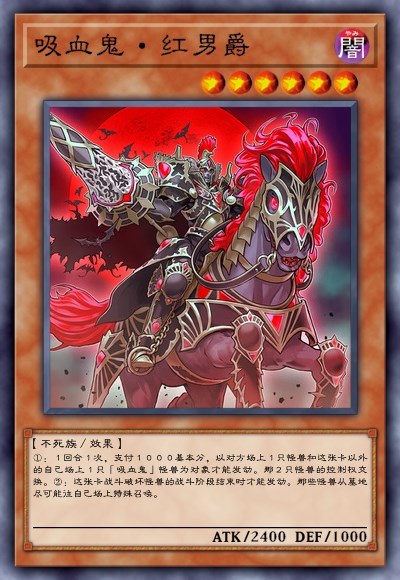 吸血鬼·红男爵
やみ
闇
【不死族/效果】
①：1回合1次，支付1000基本分，以对方场上1只怪兽和这张卡以外
的自己场上1只「吸血鬼」怪兽为对象才能发动。那2只怪兽的控制权交
换。②：这张卡战斗破坏怪兽的战斗阶段结束时才能发动。那些怪兽从墓地
尽可能往自己场上特殊召唤。
ATK/2400 DEF/1000